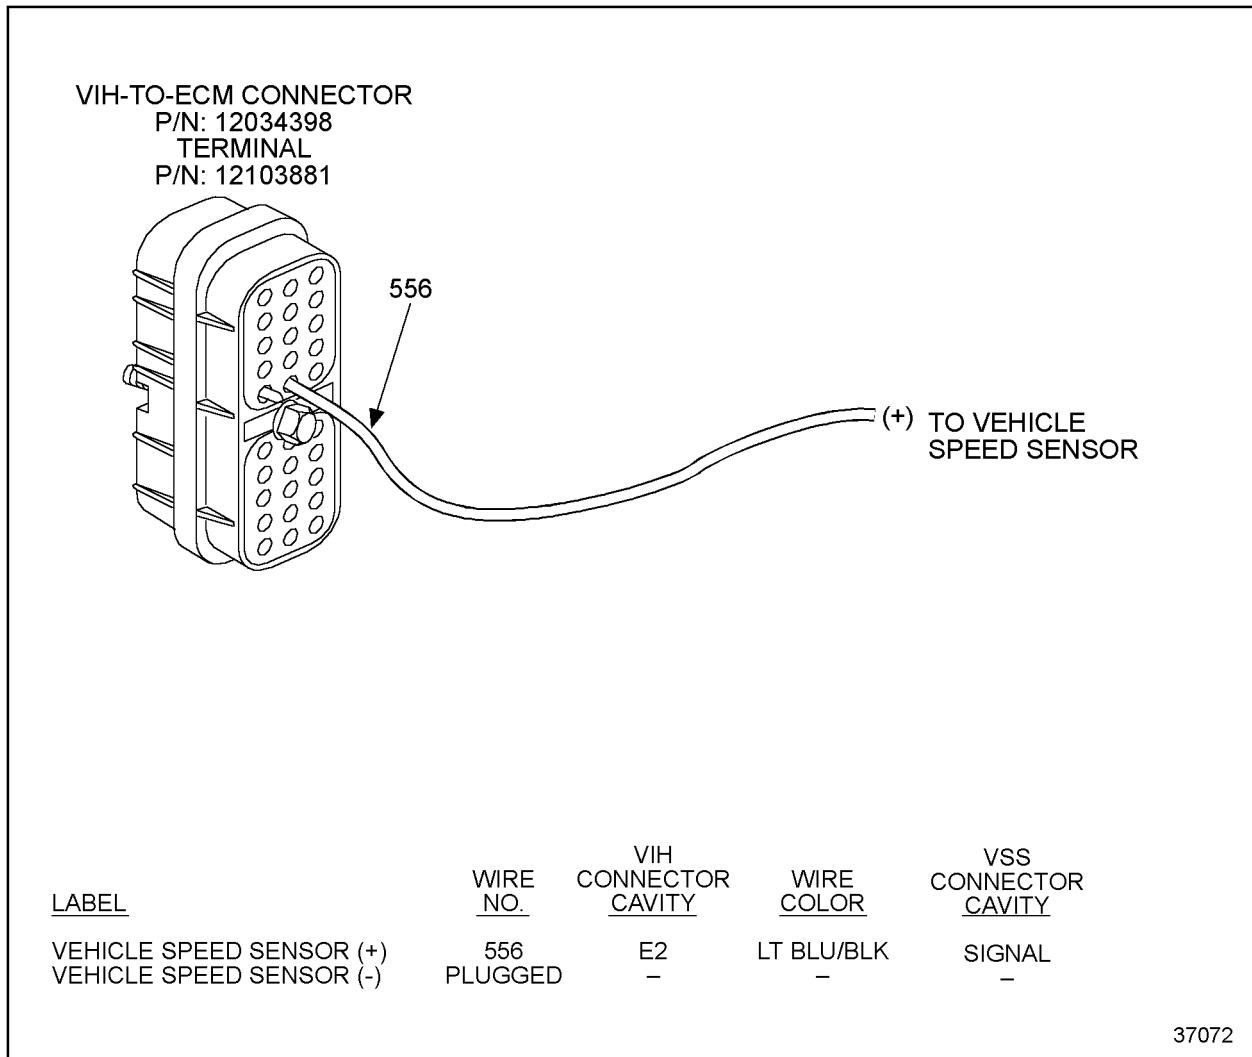 VIH-TO-ECM CONNECTOR
P/N: 12034398
TERMINAL
P/N: 12103881
556
(+) TO VEHICLE
SPEED SENSOR
LABEL WIRE NO. VIH CONNECTOR CAVITY WIRE COLOR VSS CONNECTOR CAVITY
VEHICLE SPEED SENSOR (+) 556 E2 LT BLU/BLK SIGNAL
VEHICLE SPEED SENSOR (-) PLUGGED – – –
37072